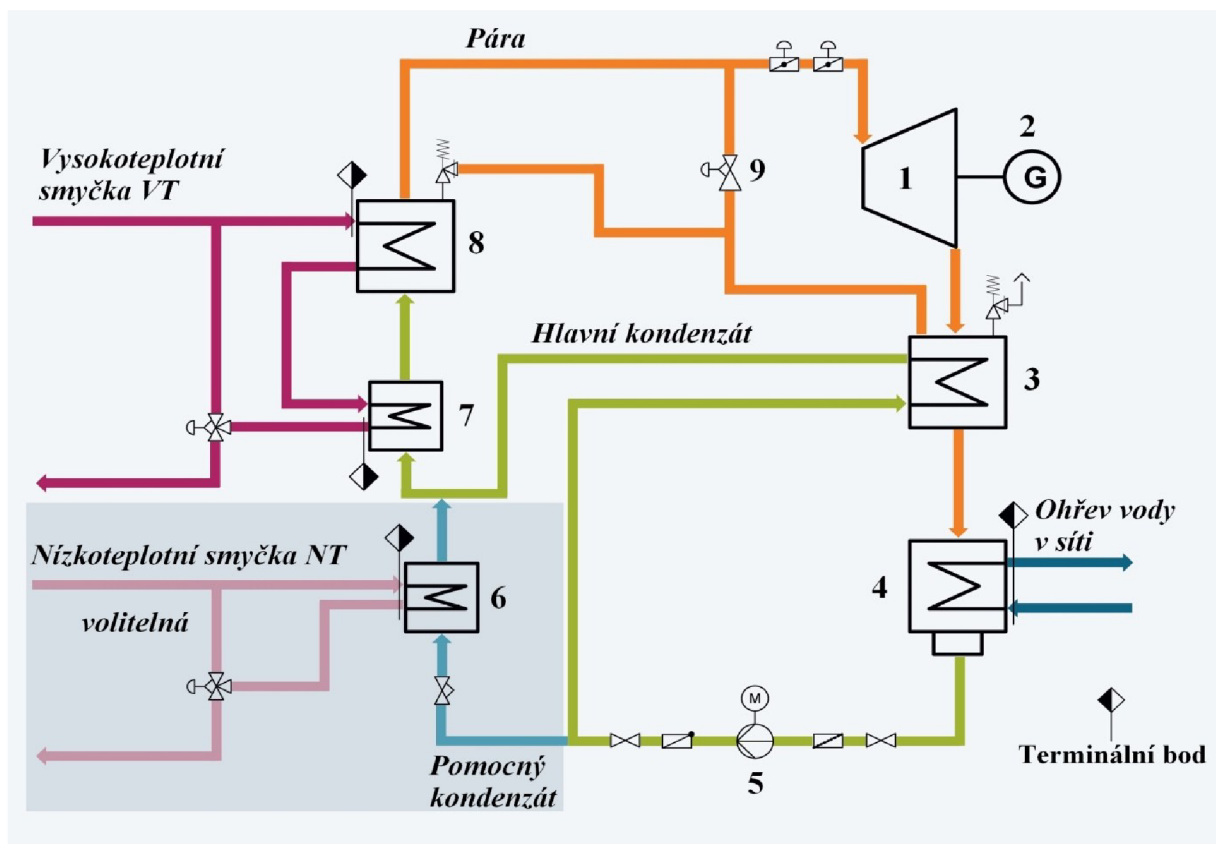 Pára
Vysokoteplotní
smyčka VT
9
1
2
G
8
Hlavní kondenzát
3
7
Nízkoteplotní smyčka NT
volitelná
6
Ohřev vody
v síti
4
M
5
Pomocný
kondenzát
Terminální bod